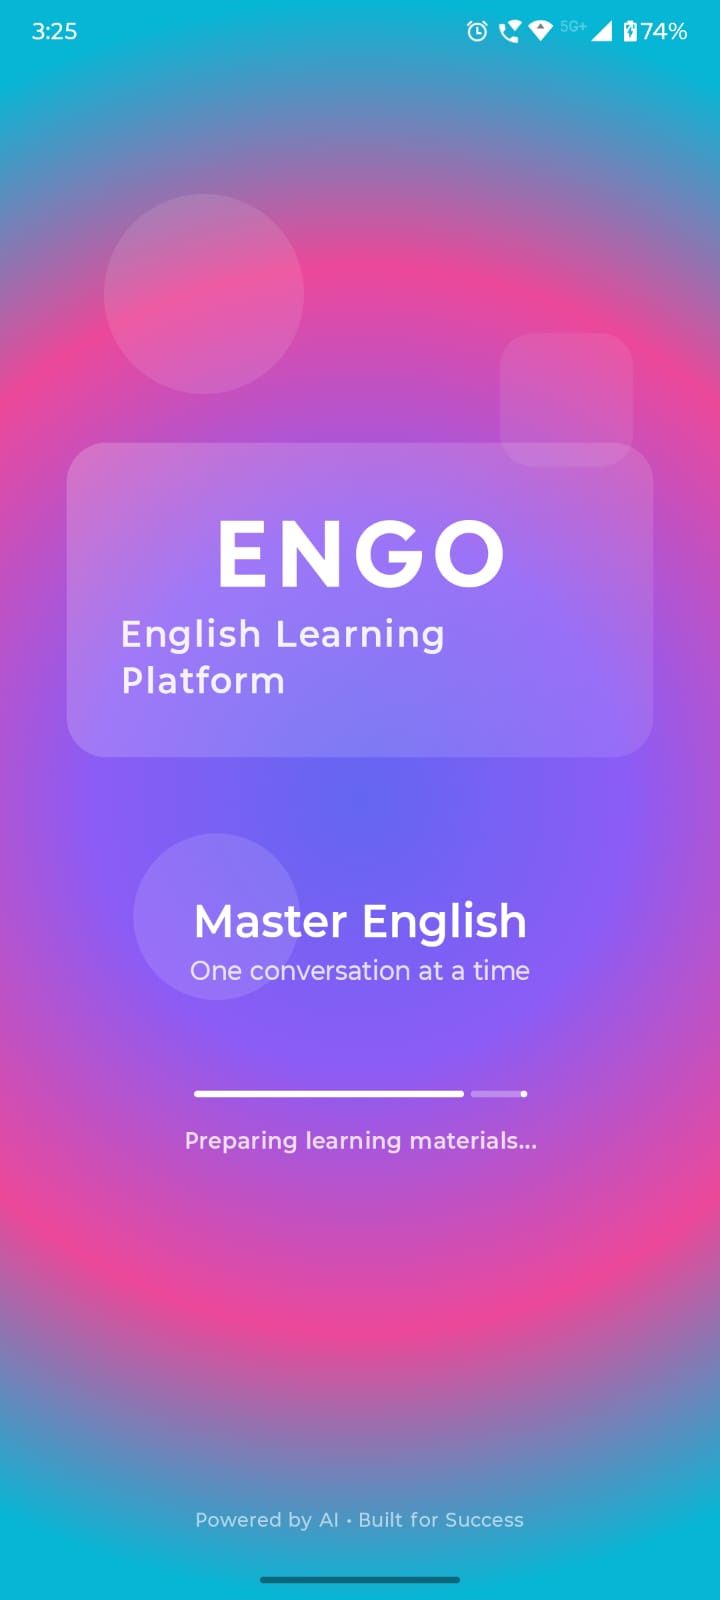 3:25 5G+ 74%
ENGO
English Learning
Platform
Master English
One conversation at a time
Preparing learning materials...
Powered by AI • Built for Success